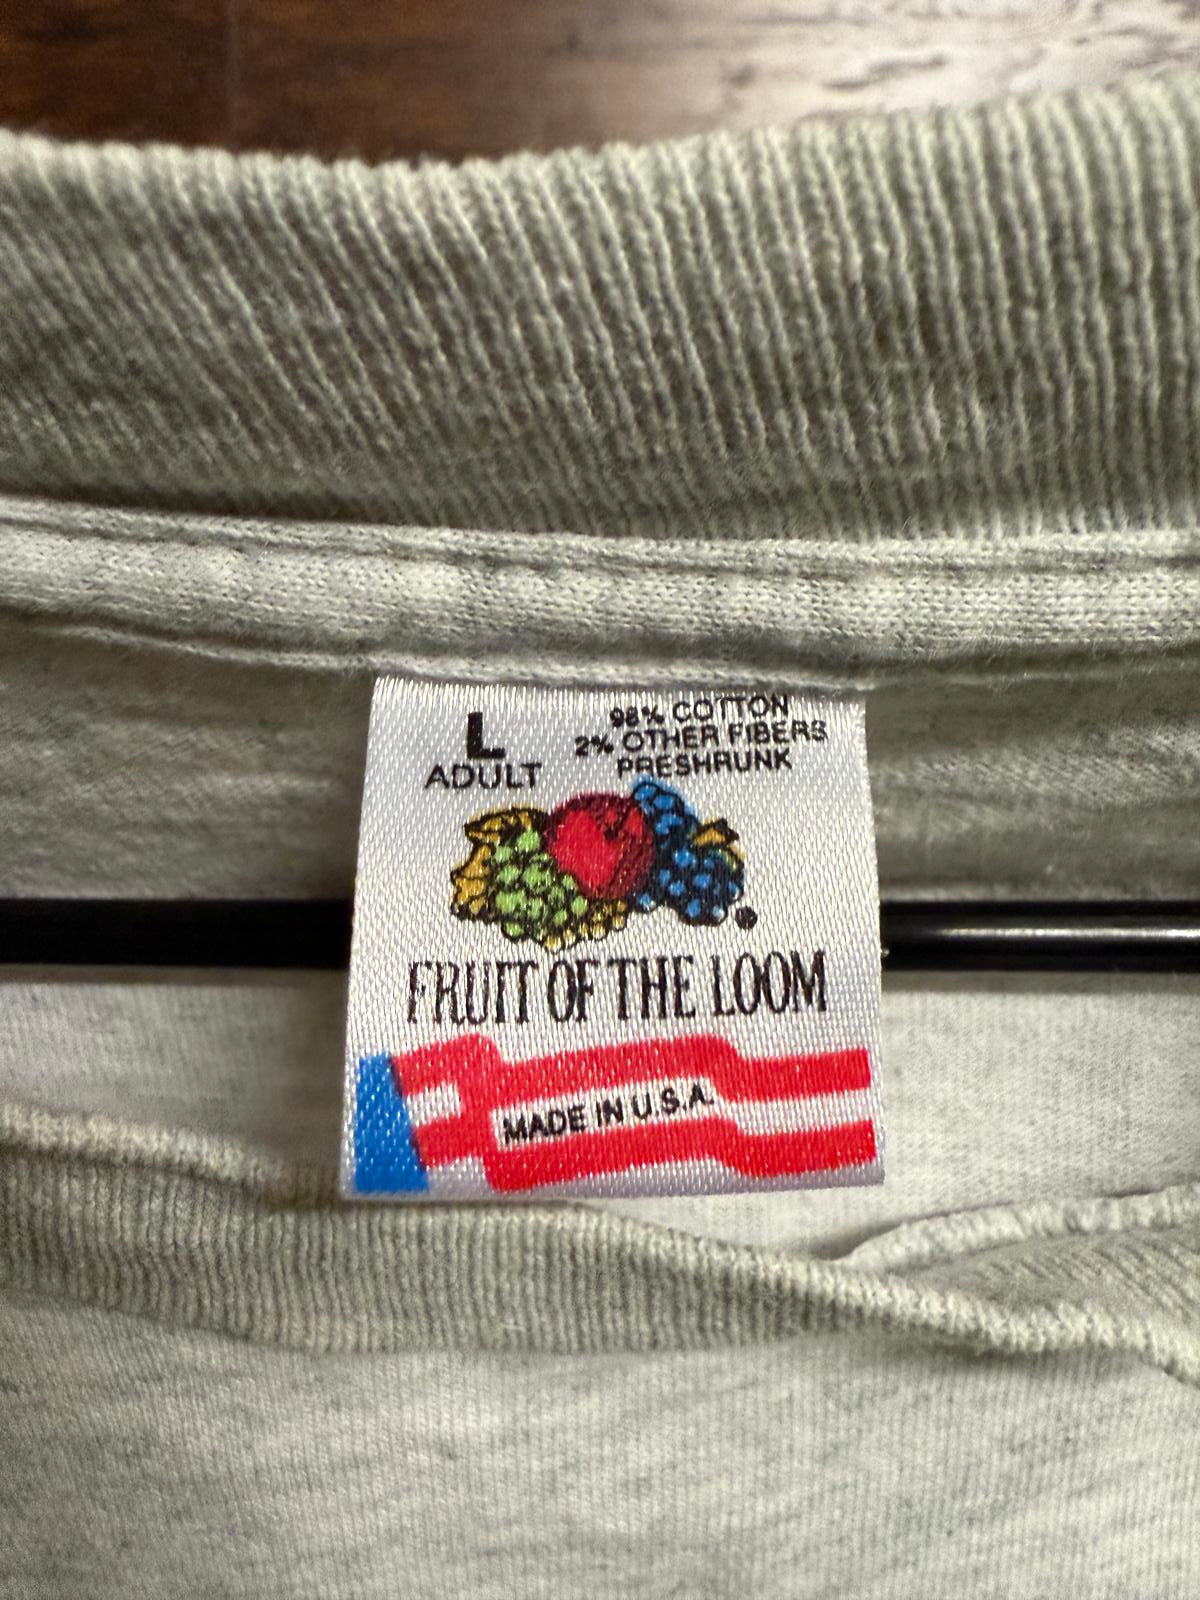 L
ADULT
98% COTTON
2% OTHER FIBERS
PRESHRUNK
FRUIT OF THE LOOM
MADE IN U.S.A.